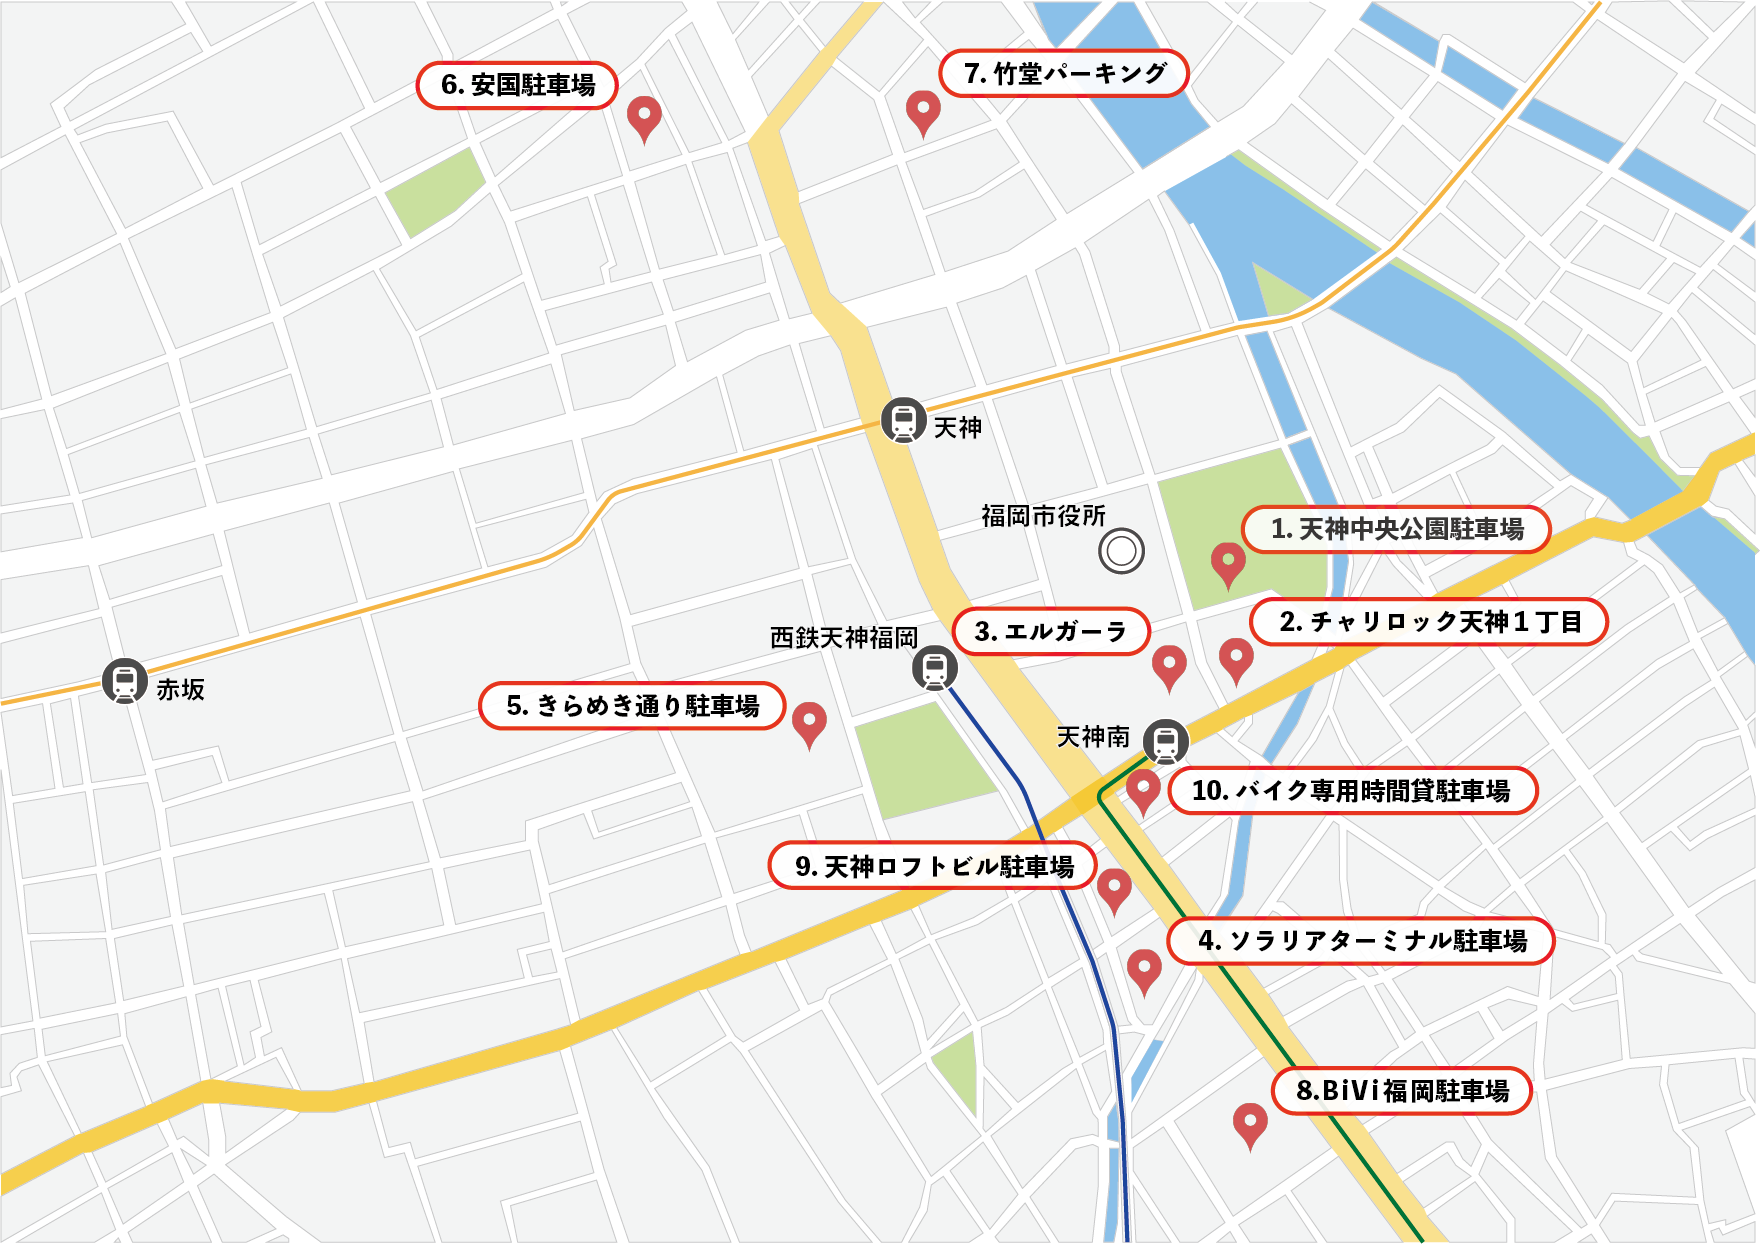 7. 竹堂パーキング
6. 安国駐車場
天神
福岡市役所
1. 天神中央公園駐車場
2. チャリロック天神1丁目
3. エルガーラ
西鉄天神福岡
赤坂
5. きらめき通り駐車場
天神南
10. バイク専用時間貸駐車場
9. 天神ロフトビル駐車場
4. ソラリアターミナル駐車場
8.BiVi福岡駐車場